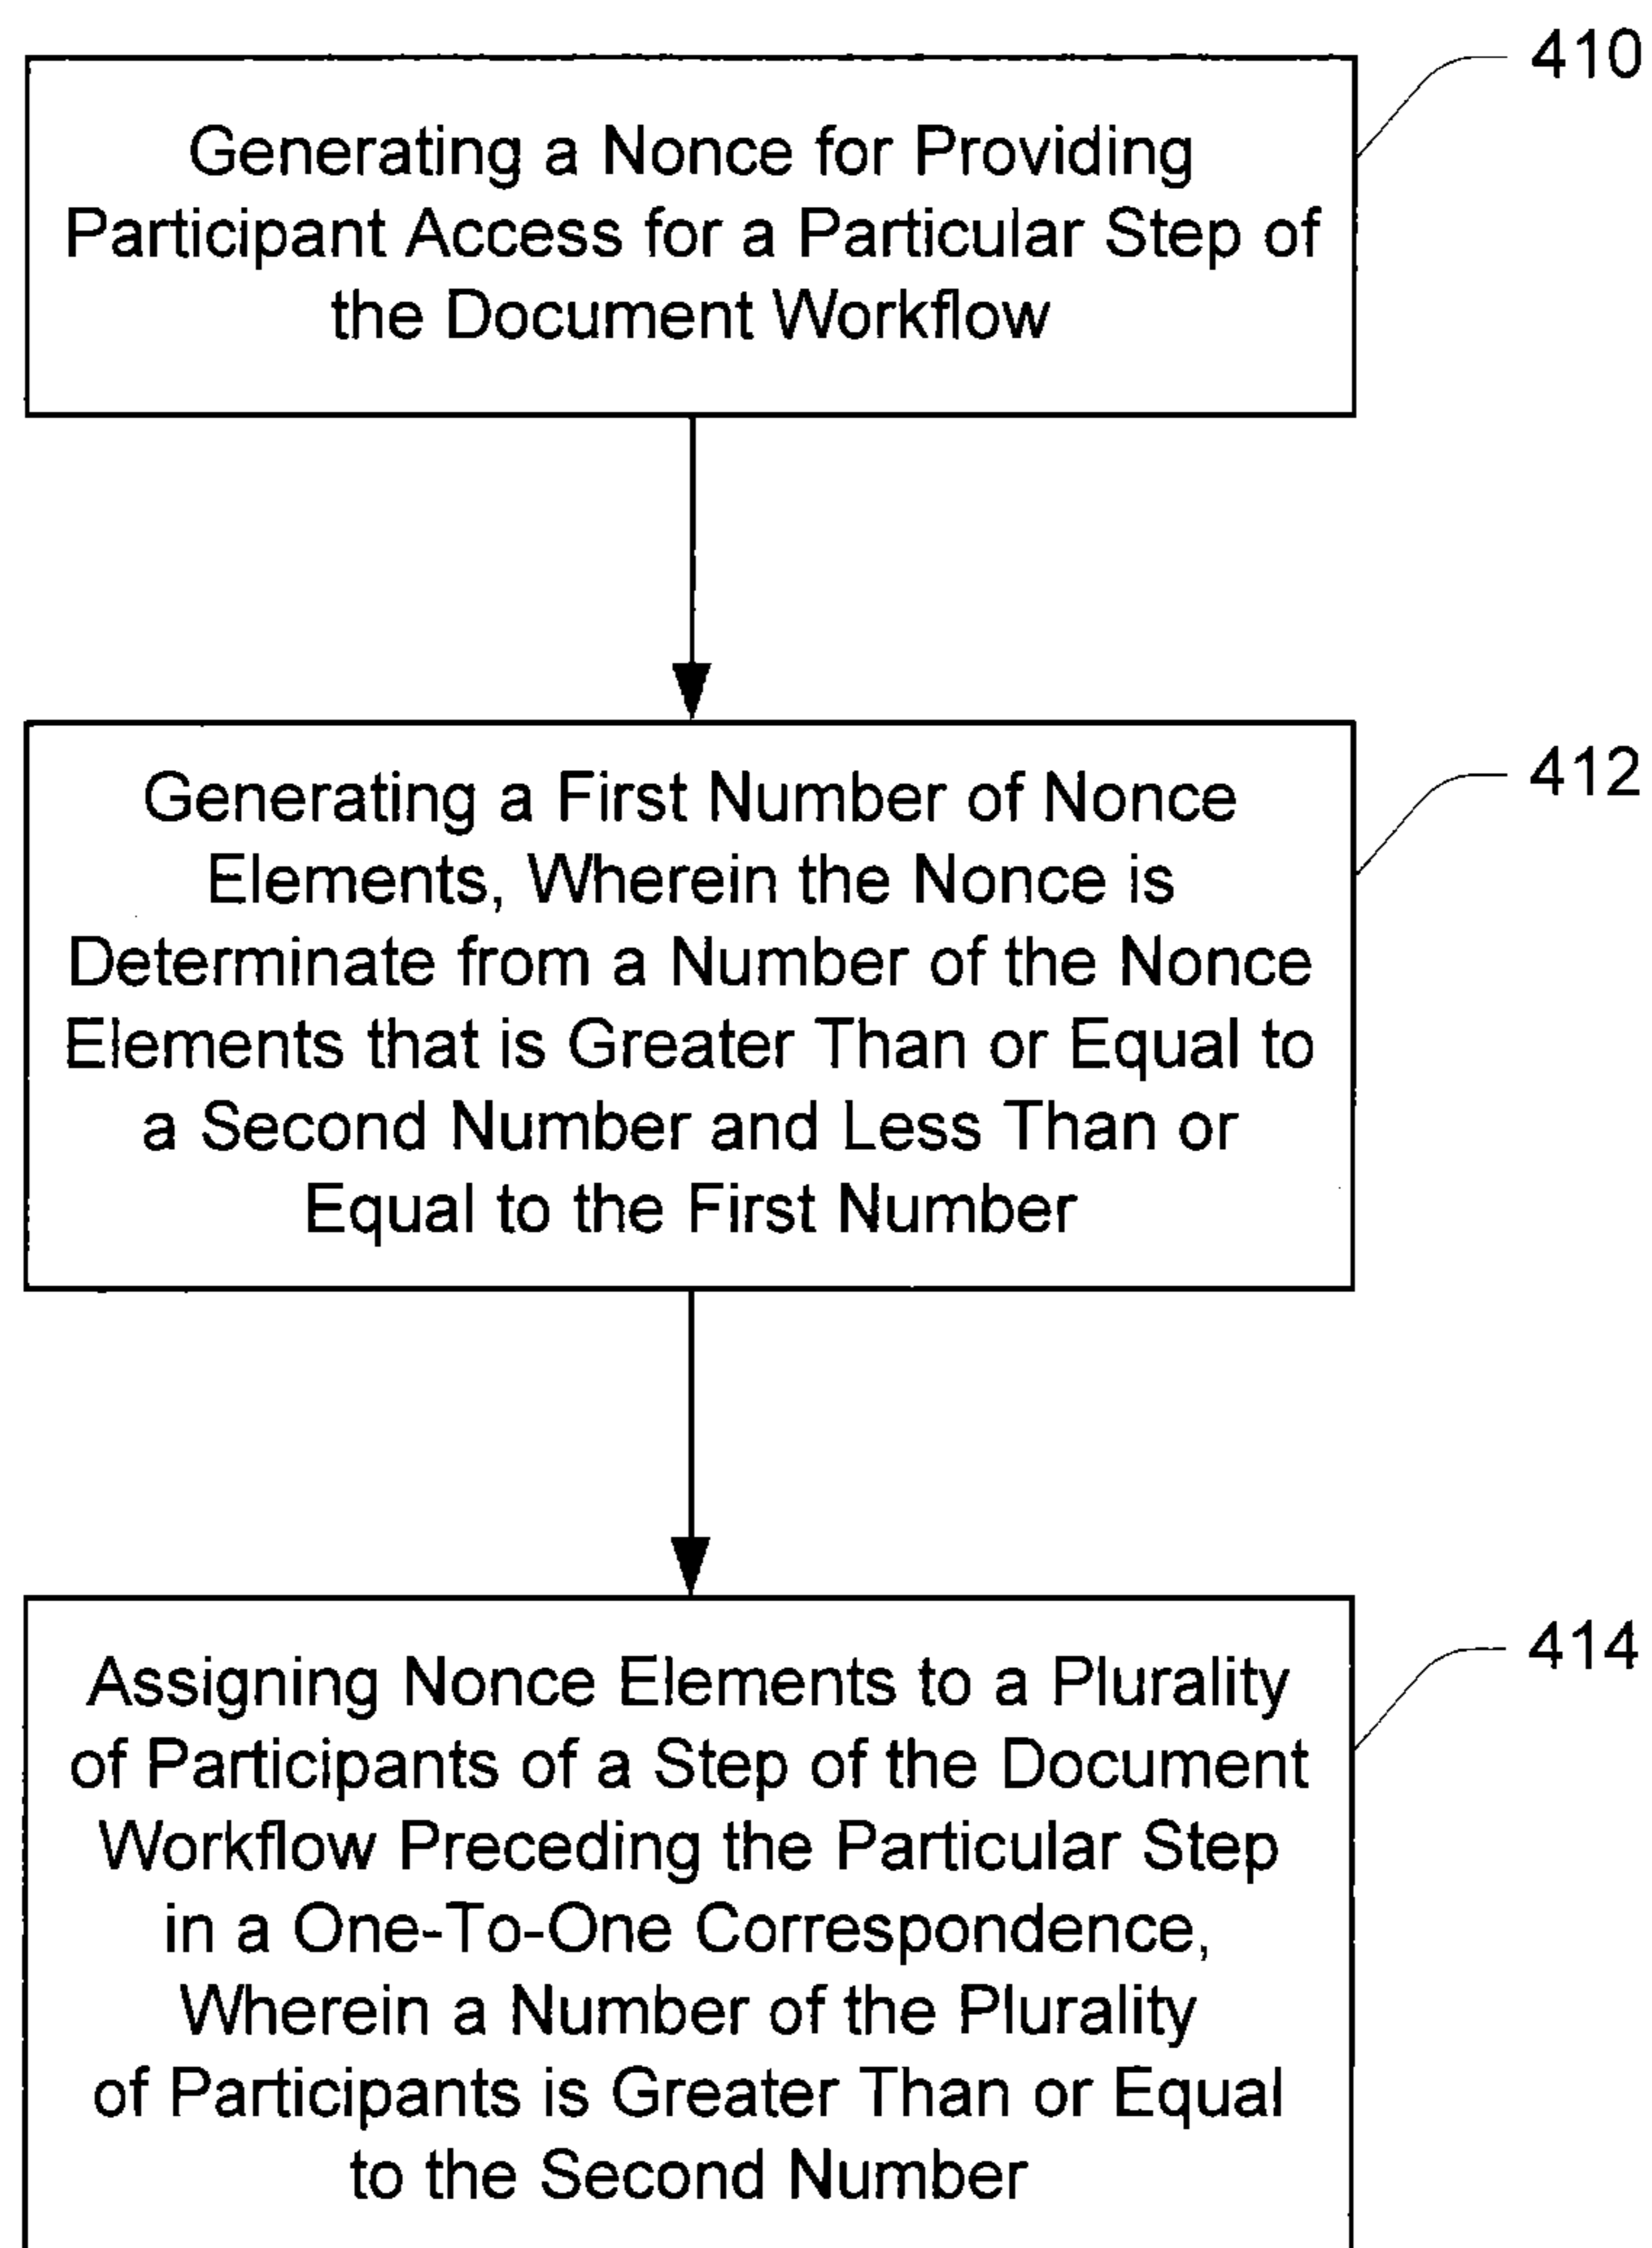 410
Generating a Nonce for Providing
Participant Access for a Particular Step of
the Document Workflow
412
Generating a First Number of Nonce
Elements, Wherein the Nonce is
Determinate from a Number of the Nonce
Elements that is Greater Than or Equal to
a Second Number and Less Than or
Equal to the First Number
414
Assigning Nonce Elements to a Plurality
of Participants of a Step of the Document
Workflow Preceding the Particular Step
in a One-To-One Correspondence,
Wherein a Number of the Plurality
of Participants is Greater Than or Equal
to the Second Number